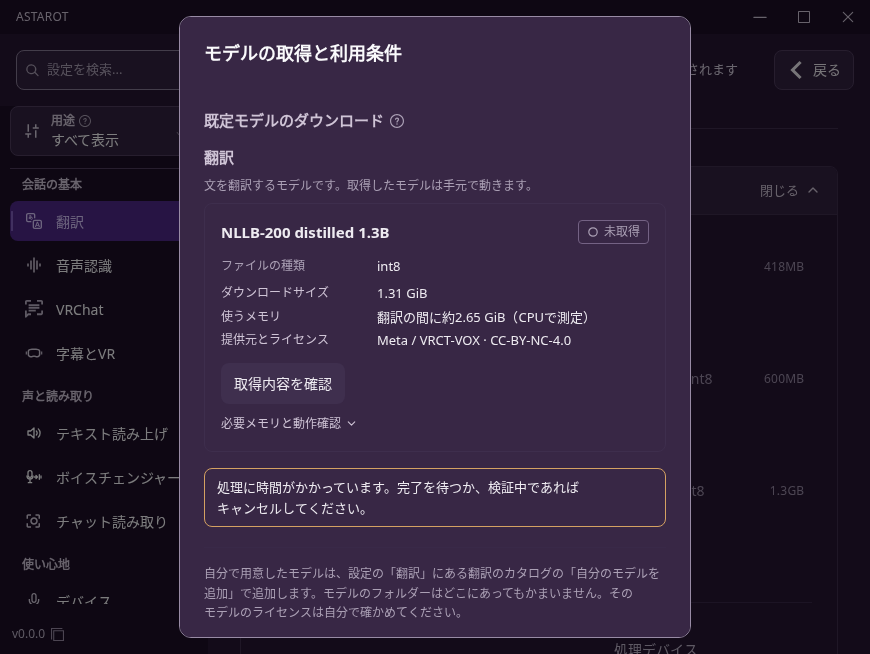 ASTAROT
設定を検索...
されます
戻る
用途
すべて表示
会話の基本
翻訳
音声認識
VRChat
字幕とVR
声と読み取り
テキスト読み上げ
ボイスチェンジャー
チャット読み取り
使い心地
デバイス
v0.0.0
モデルの取得と利用条件
既定モデルのダウンロード
翻訳
文を翻訳するモデルです。取得したモデルは手元で動きます。
NLLB-200 distilled 1.3B
未取得
ファイルの種類 int8
ダウンロードサイズ 1.31 GiB
使うメモリ 翻訳の間に約2.65 GiB（CPUで測定）
提供元とライセンス Meta / VRCT-VOX · CC-BY-NC-4.0
取得内容を確認
必要メモリと動作確認
処理に時間がかかっています。完了を待つか、検証中であれば
キャンセルしてください。
自分で用意したモデルは、設定の「翻訳」にある翻訳のカタログの「自分のモデルを
追加」で追加します。モデルのフォルダーはどこにあってもかまいません。その
モデルのライセンスは自分で確かめてください。
閉じる
418MB
nt8 600MB
t8 1.3GB
処理デバイス